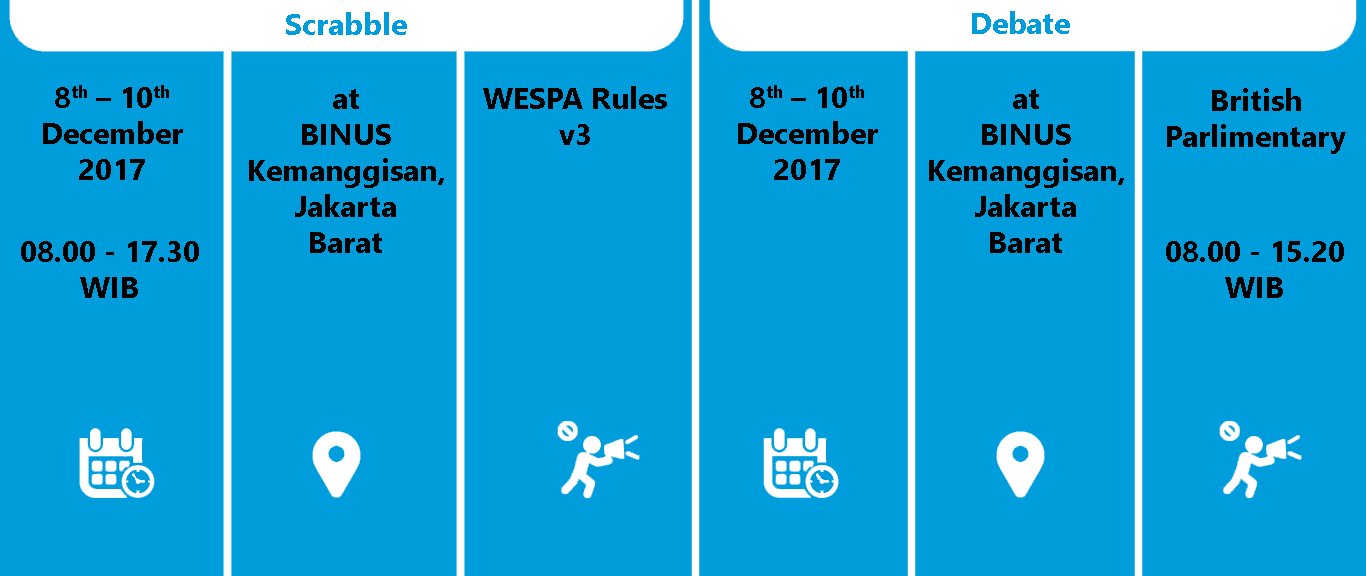 Scrabble
8th – 10th
December
2017
08.00 - 17.30
WIB
at
BINUS
Kemanggisan,
Jakarta
Barat
WESPA Rules
v3
Debate
8th – 10th
December
2017
at
BINUS
Kemanggisan,
Jakarta
Barat
British
Parlimentary
08.00 - 15.20
WIB